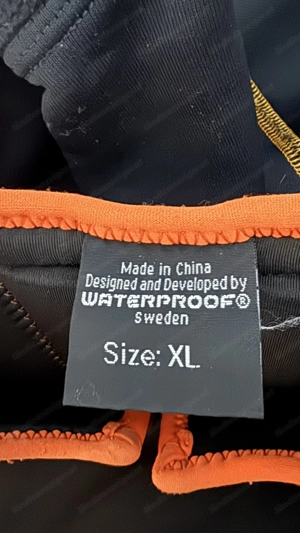 Made in China
Designed and Developed by
WATERPROOF®
Sweden
Size: XL